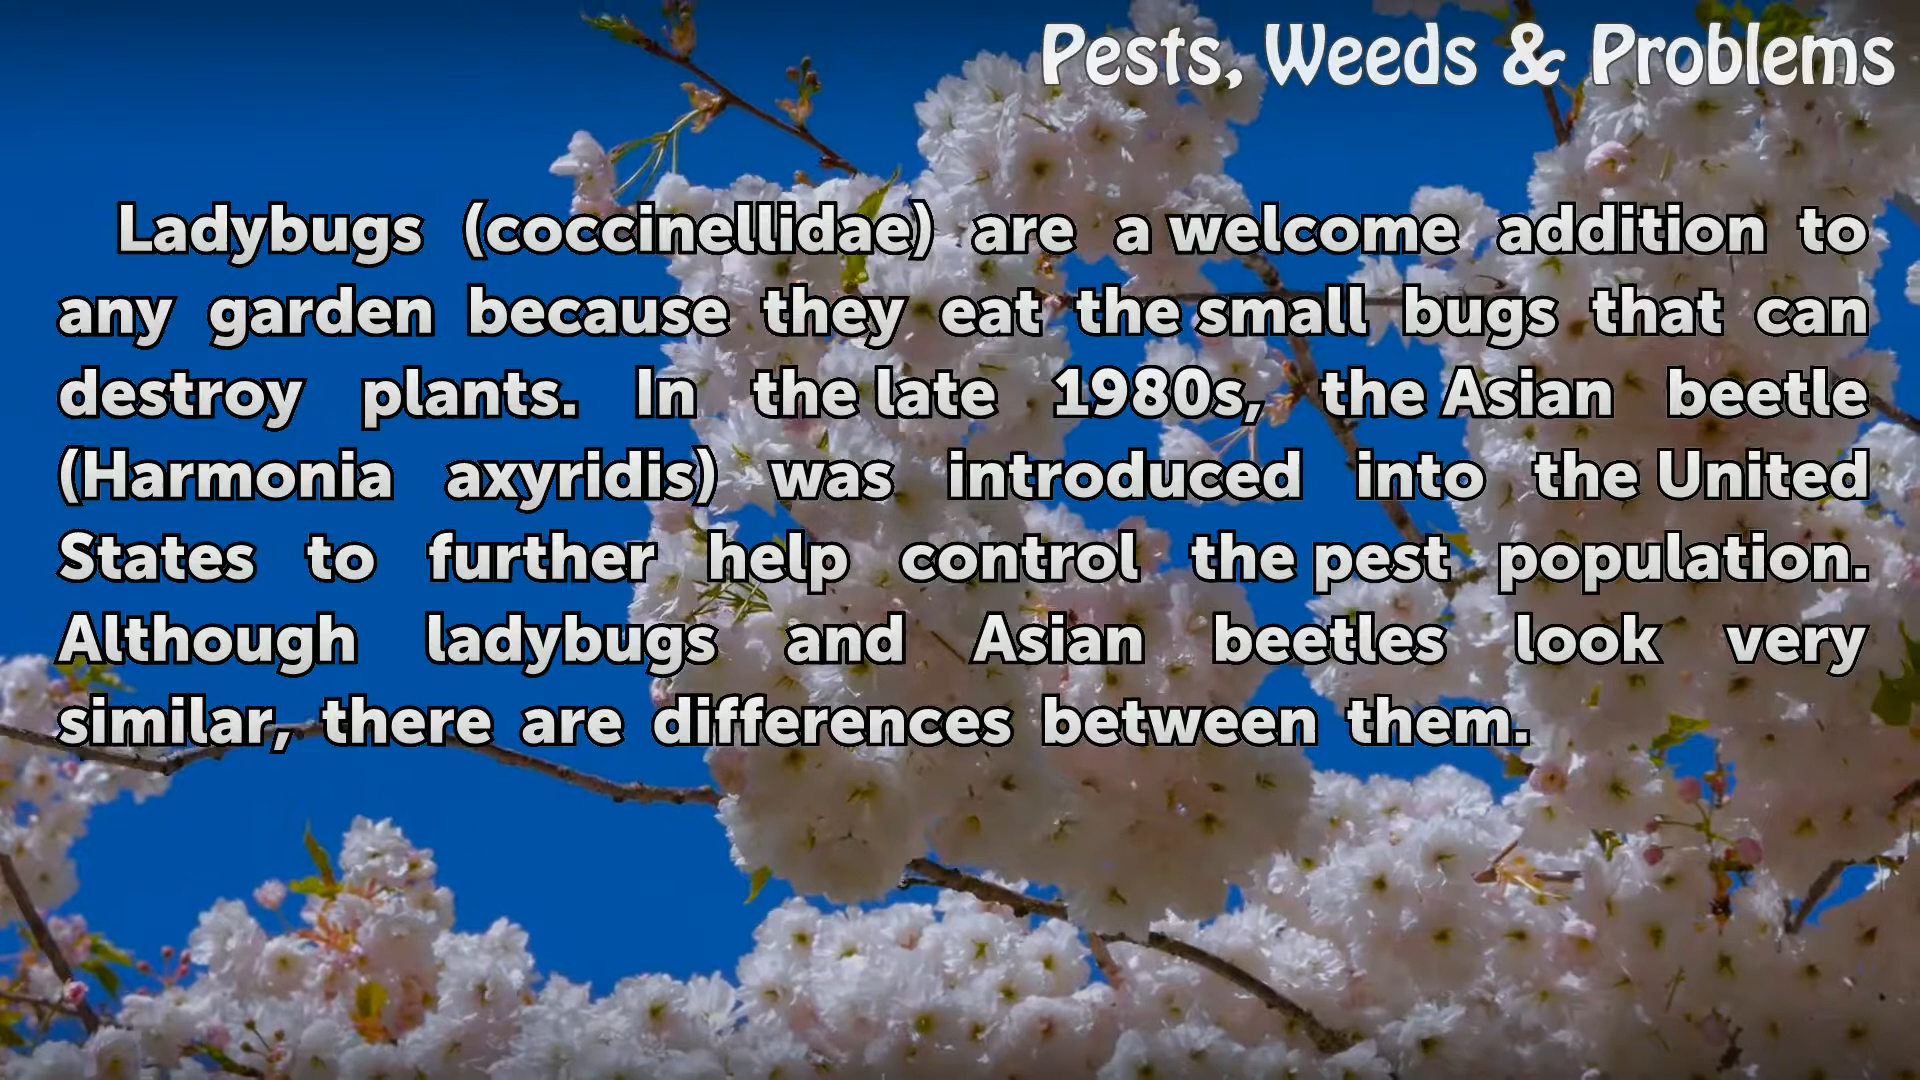 Pests, Weeds & Problems
Ladybugs (coccinellidae) are a welcome addition to
any garden because they eat the small bugs that can
destroy plants. In the late 1980s, the Asian beetle
(Harmonia axyridis) was introduced into the United
States to further help control the pest population.
Although ladybugs and Asian beetles look very
similar, there are differences between them.